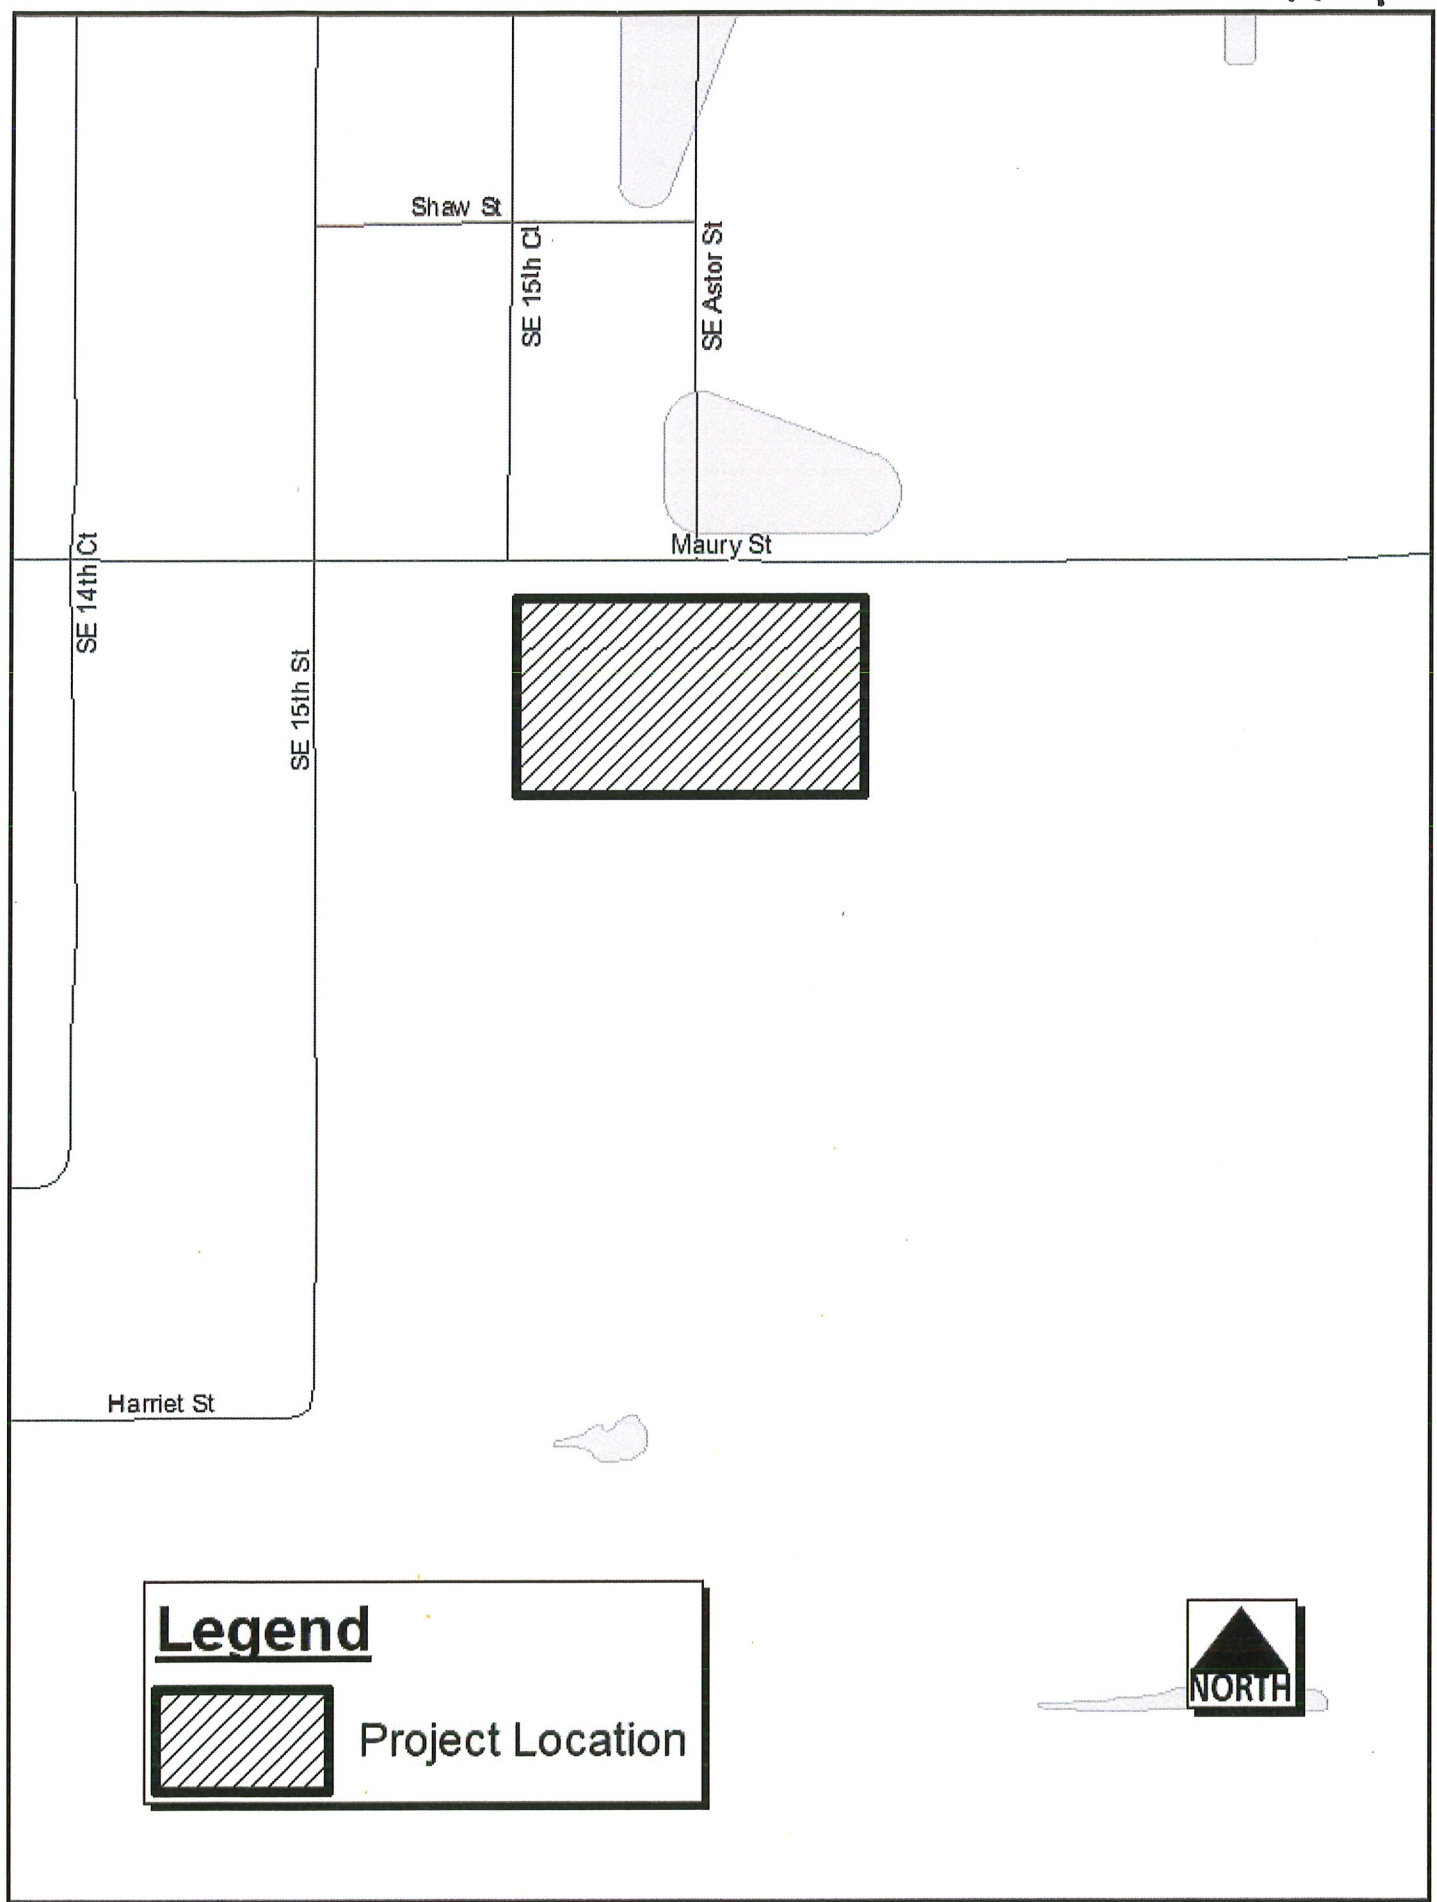 Shaw St
SE 15th Ct
SE Astor St
Maury St
SE 14th Ct
SE 15th St
Harriet St
Legend
Project Location
NORTH